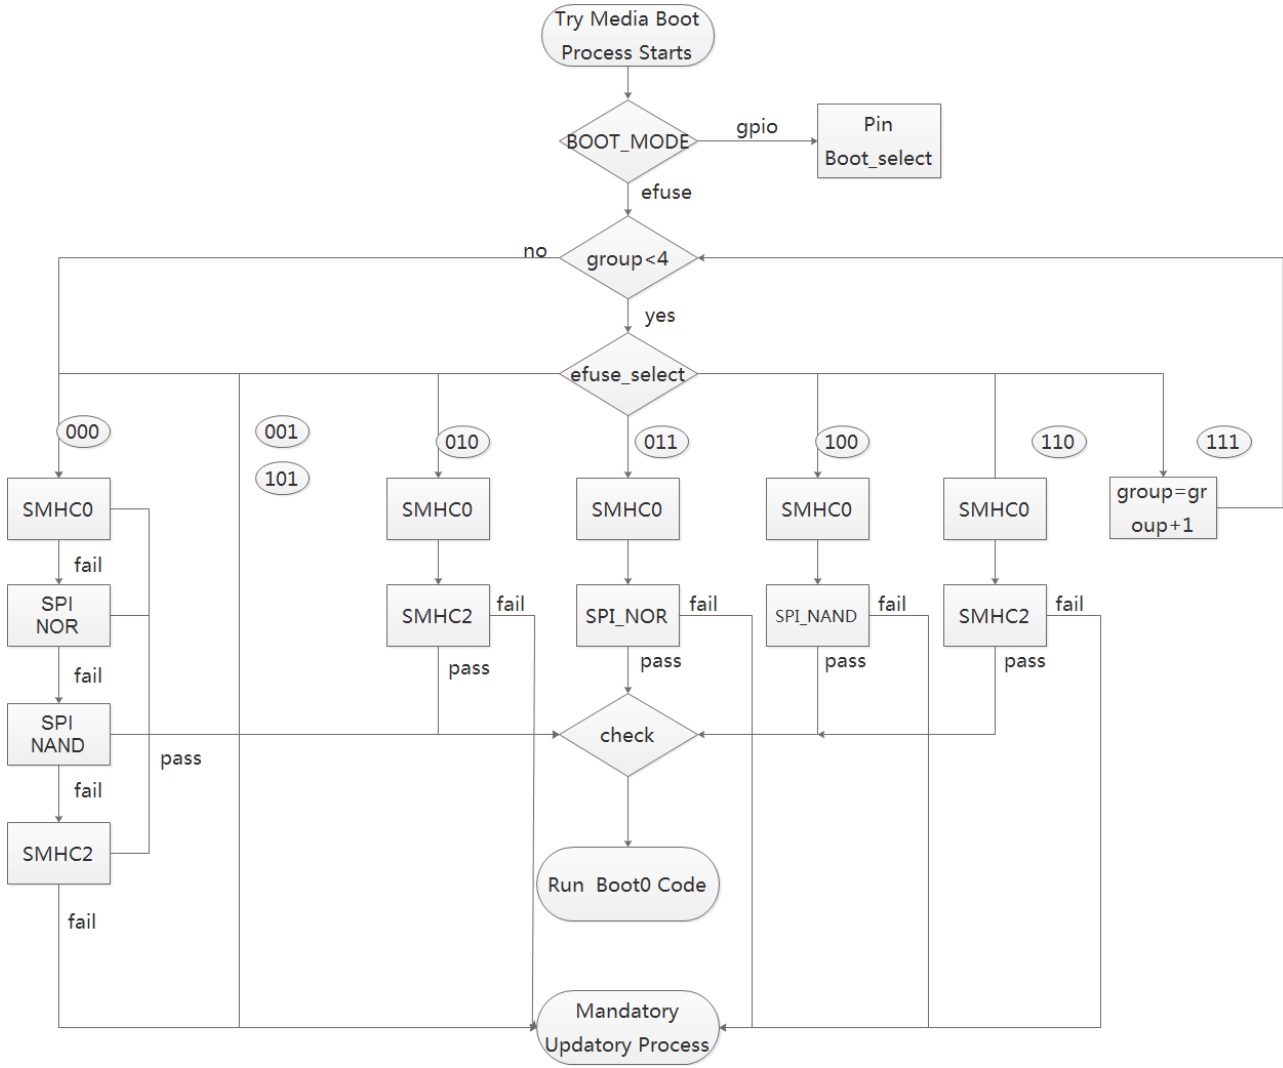 Try Media Boot
Process Starts
BOOT_MODE
gpio
Pin
Boot_select
efuse
no
group<4
yes
efuse_select
000
001
010
011
100
110
111
101
SMHC0
SMHC0
SMHC0
SMHC0
SMHC0
group=gr
oup+1
fail
SPI
NOR
SMHC2
fail
SPI_NOR
fail
SPI_NAND
fail
SMHC2
fail
fail
pass
pass
pass
pass
SPI
NAND
pass
check
fail
SMHC2
Run Boot0 Code
fail
Mandatory
Updatory Process